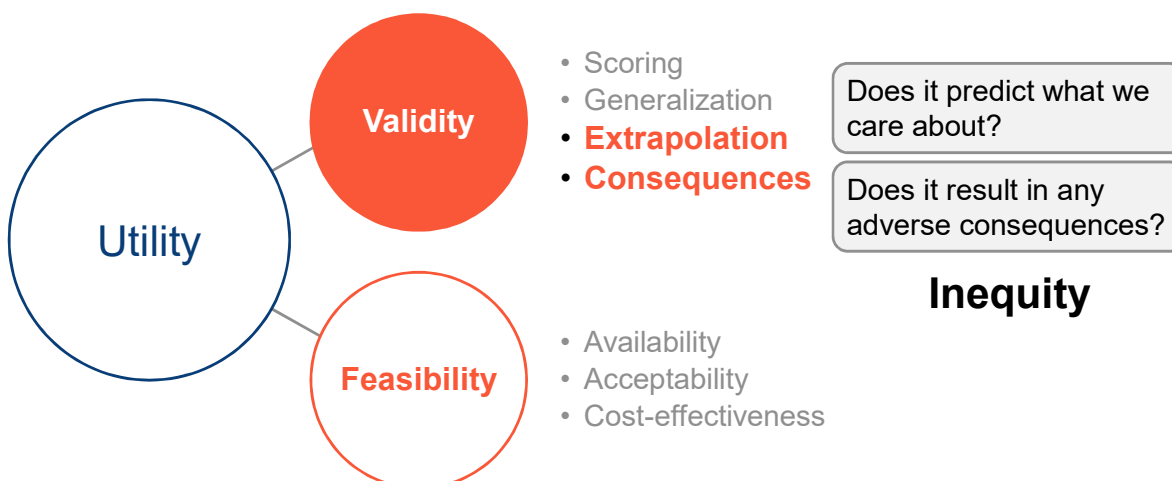 Utility
Validity
• Scoring
• Generalization
• Extrapolation
• Consequences
Does it predict what we
care about?
Does it result in any
adverse consequences?
Inequity
Feasibility
• Availability
• Acceptability
• Cost-effectiveness